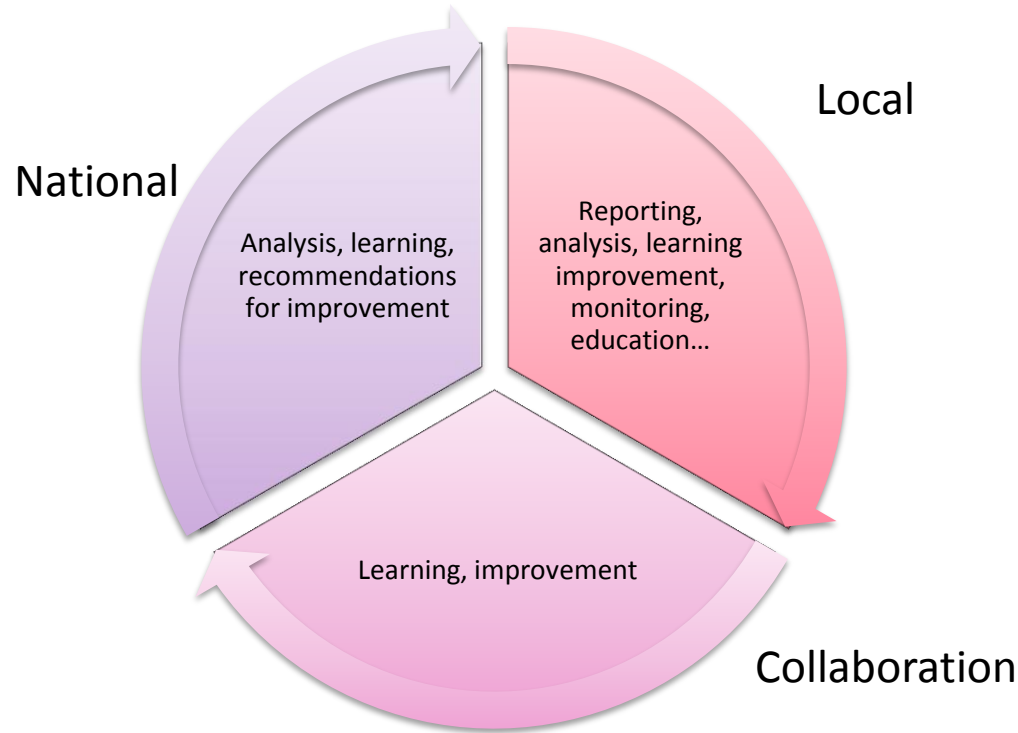 National
Analysis, learning,
recommendations
for improvement
Local
Reporting,
analysis, learning
improvement,
monitoring,
education…
Learning, improvement
Collaboration